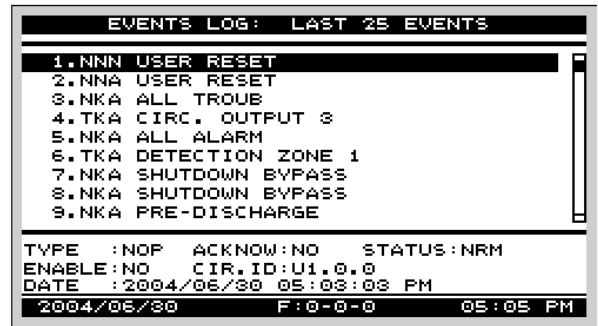 EVENTS LOG: LAST 25 EVENTS
1.NNN USER RESET
2.NNA USER RESET
3.NKA ALL TROUB
4.TKA CIRC. OUTPUT 3
5.NKA ALL ALARM
6.TKA DETECTION ZONE 1
7.NKA SHUTDOWN BYPASS
8.NKA SHUTDOWN BYPASS
9.NKA PRE-DISCHARGE
TYPE :NOP ACKNOW:NO STATUS:NRM
ENABLE:NO CIR.ID:U1.0.0
DATE :2004/06/30 05:03:03 PM
2004/06/30 F:0-0-0 05:05 PM